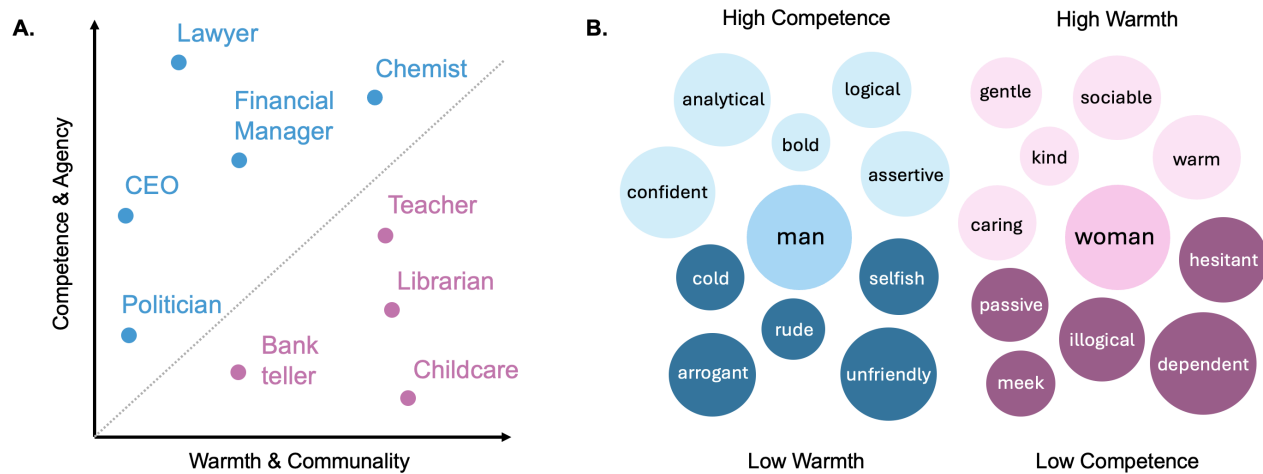 A.
Competence & Agency
Lawyer
Chemist
Financial
Manager
CEO
Teacher
Librarian
Politician
Bank
teller
Childcare
Warmth & Communality
B.
High Competence
High Warmth
analytical
logical
bold
confident
assertive
man
cold
selfish
rude
arrogant
unfriendly
Low Warmth
gentle
sociable
kind
warm
caring
woman
hesitant
passive
illogical
dependent
meek
Low Competence